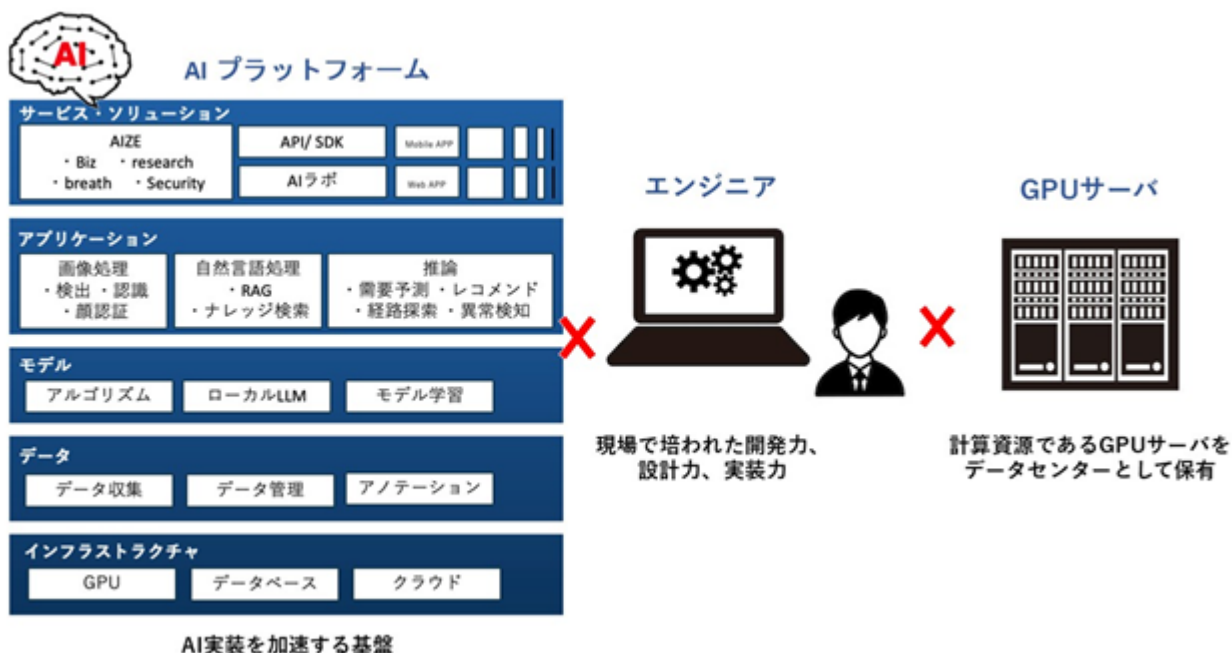 AI
AI プラットフォーム
サービス・ソリューション
AIZE
・Biz ・research
・breath ・Security
API/ SDK
Mobile APP
AIラボ
Web APP
アプリケーション
画像処理
・検出 ・認識
・顔認証
自然言語処理
・RAG
・ナレッジ検索
推論
・需要予測 ・レコメンド
・経路探索 ・異常検知
モデル
アルゴリズム
ローカルLLM
モデル学習
データ
データ収集
データ管理
アノテーション
インフラストラクチャ
GPU
データベース
クラウド
AI実装を加速する基盤
エンジニア
現場で培われた開発力、
設計力、実装力
GPUサーバ
計算資源であるGPUサーバを
データセンターとして保有